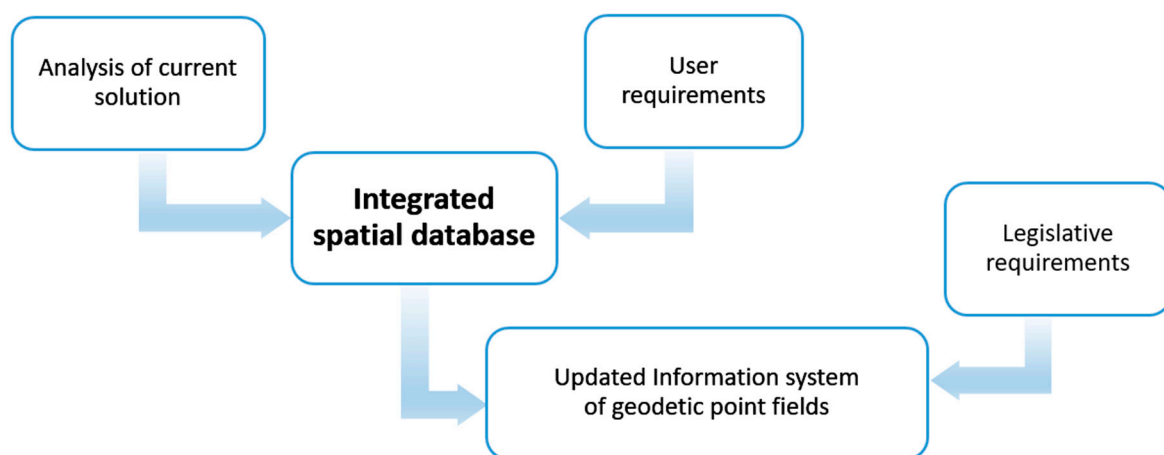 Analysis of current
solution
User
requirements
Integrated
spatial database
Legislative
requirements
Updated Information system
of geodetic point fields